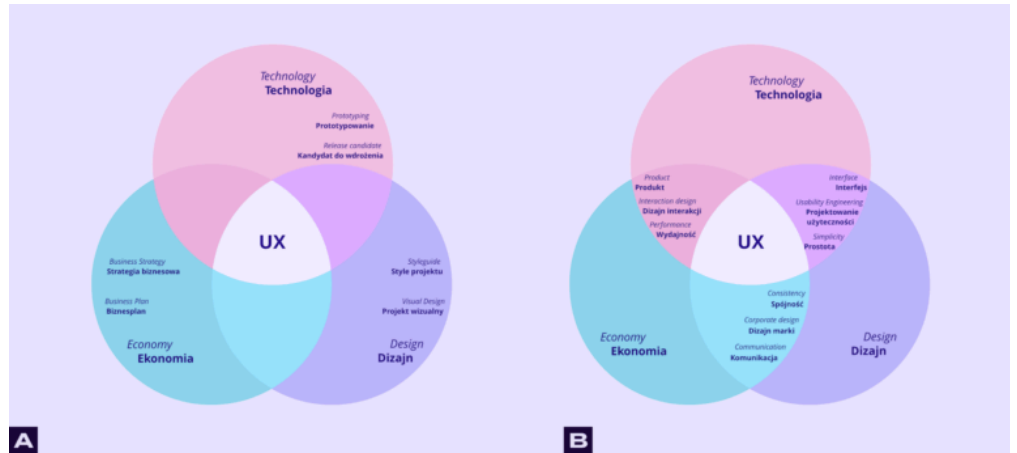 Technology
Technologia
Prototyping
Prototypowanie
Release candidate
Kandydat do wdrożenia
UX
Business Strategy
Strategia biznesowa
Business Plan
Biznesplan
Economy
Ekonomia
Styleguide
Style projektu
Visual Design
Projekt wizualny
Design
Dizajn
A
Technology
Technologia
Product
Produkt
Interaction design
Dizajn interakcji
Performance
Wydajność
Interface
Interfejs
Usability Engineering
Projektowanie
użyteczności
Simplicity
Prostota
UX
Consistency
Spójność
Corporate design
Dizajn marki
Communication
Komunikacja
Economy
Ekonomia
Design
Dizajn
B